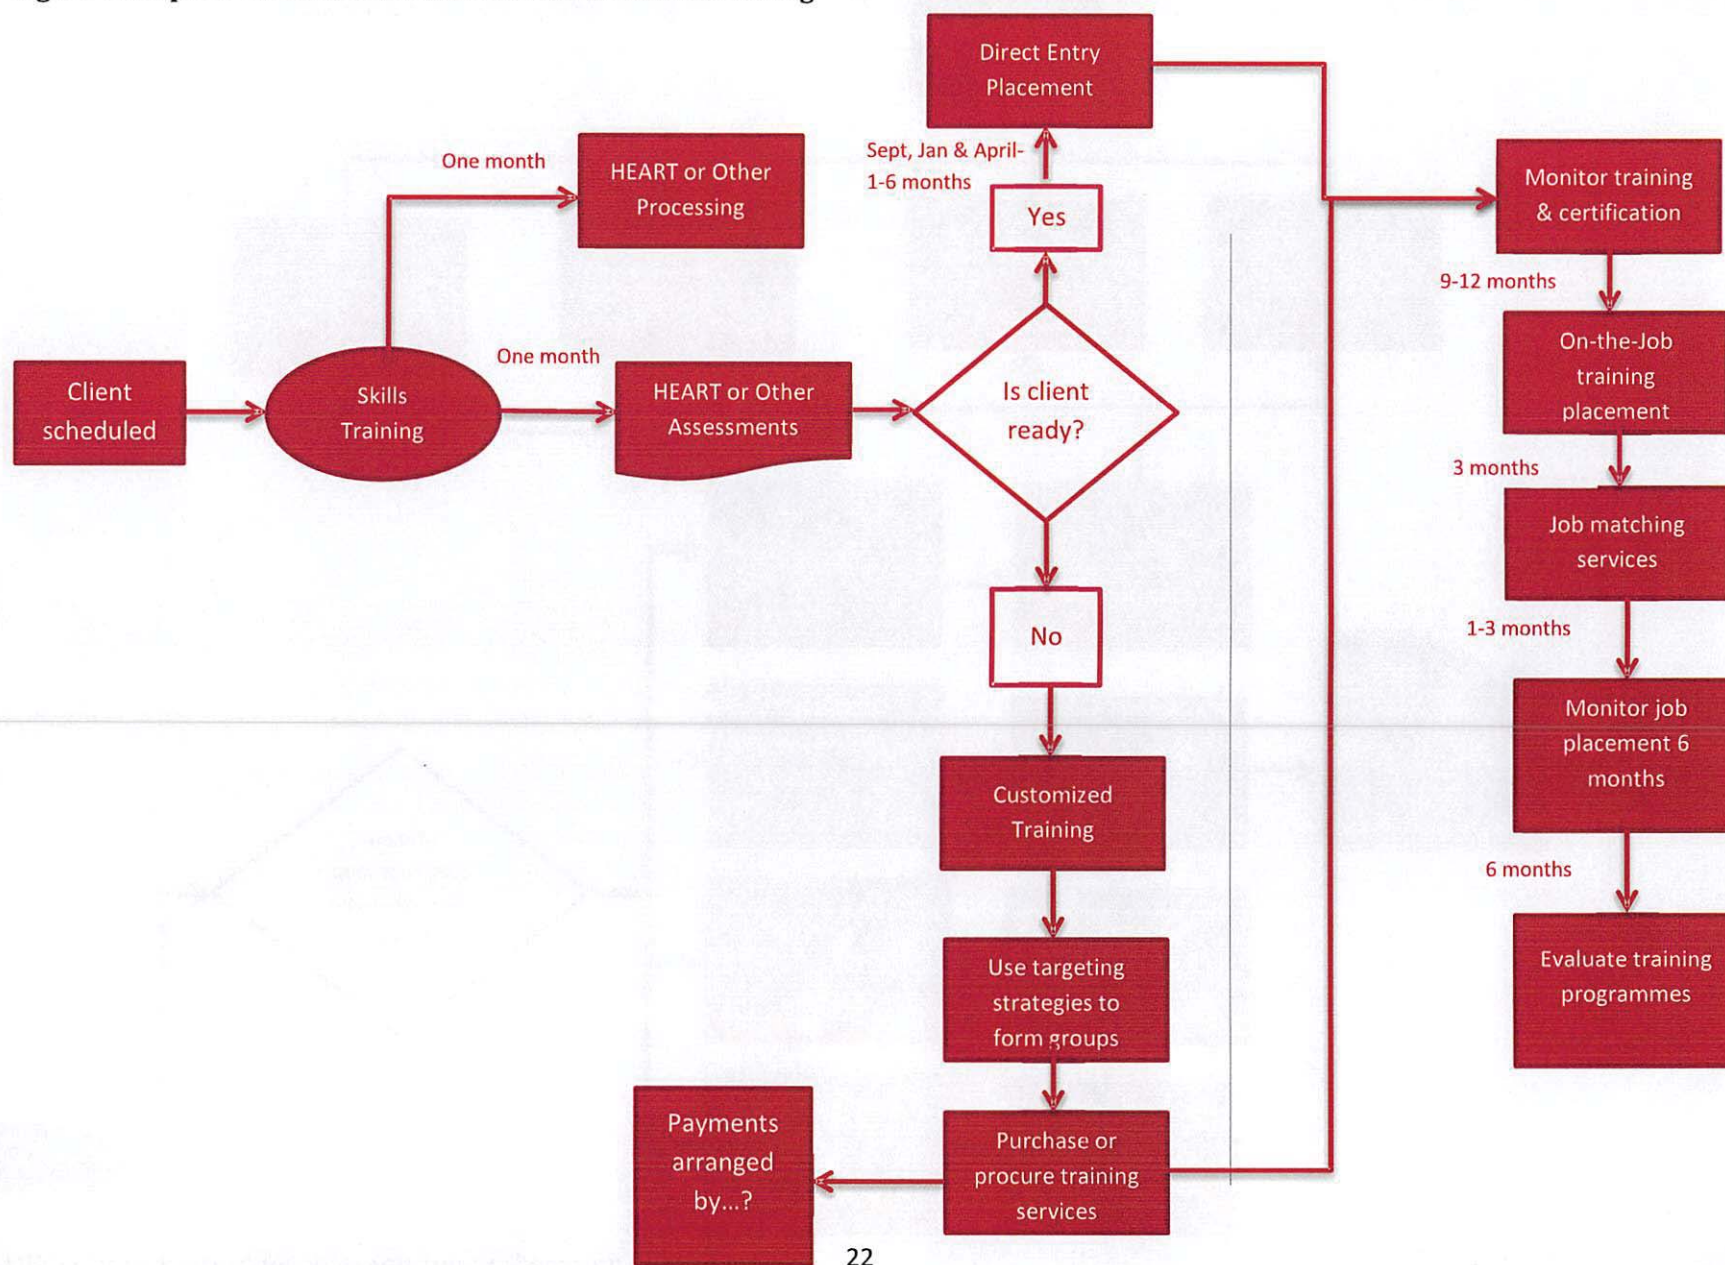 Direct Entry
Placement
One month
HEART or Other
Processing
Sept, Jan & April-
1-6 months
Yes
Monitor training
& certification
9-12 months
On-the-Job
training
placement
Client
scheduled
Skills
Training
One month
HEART or Other
Assessments
Is client
ready?
3 months
Job matching
services
1-3 months
No
Monitor job
placement 6
months
Customized
Training
6 months
Use targeting
strategies to
form groups
Evaluate training
programmes
Payments
arranged
by...?
Purchase or
procure training
services
22